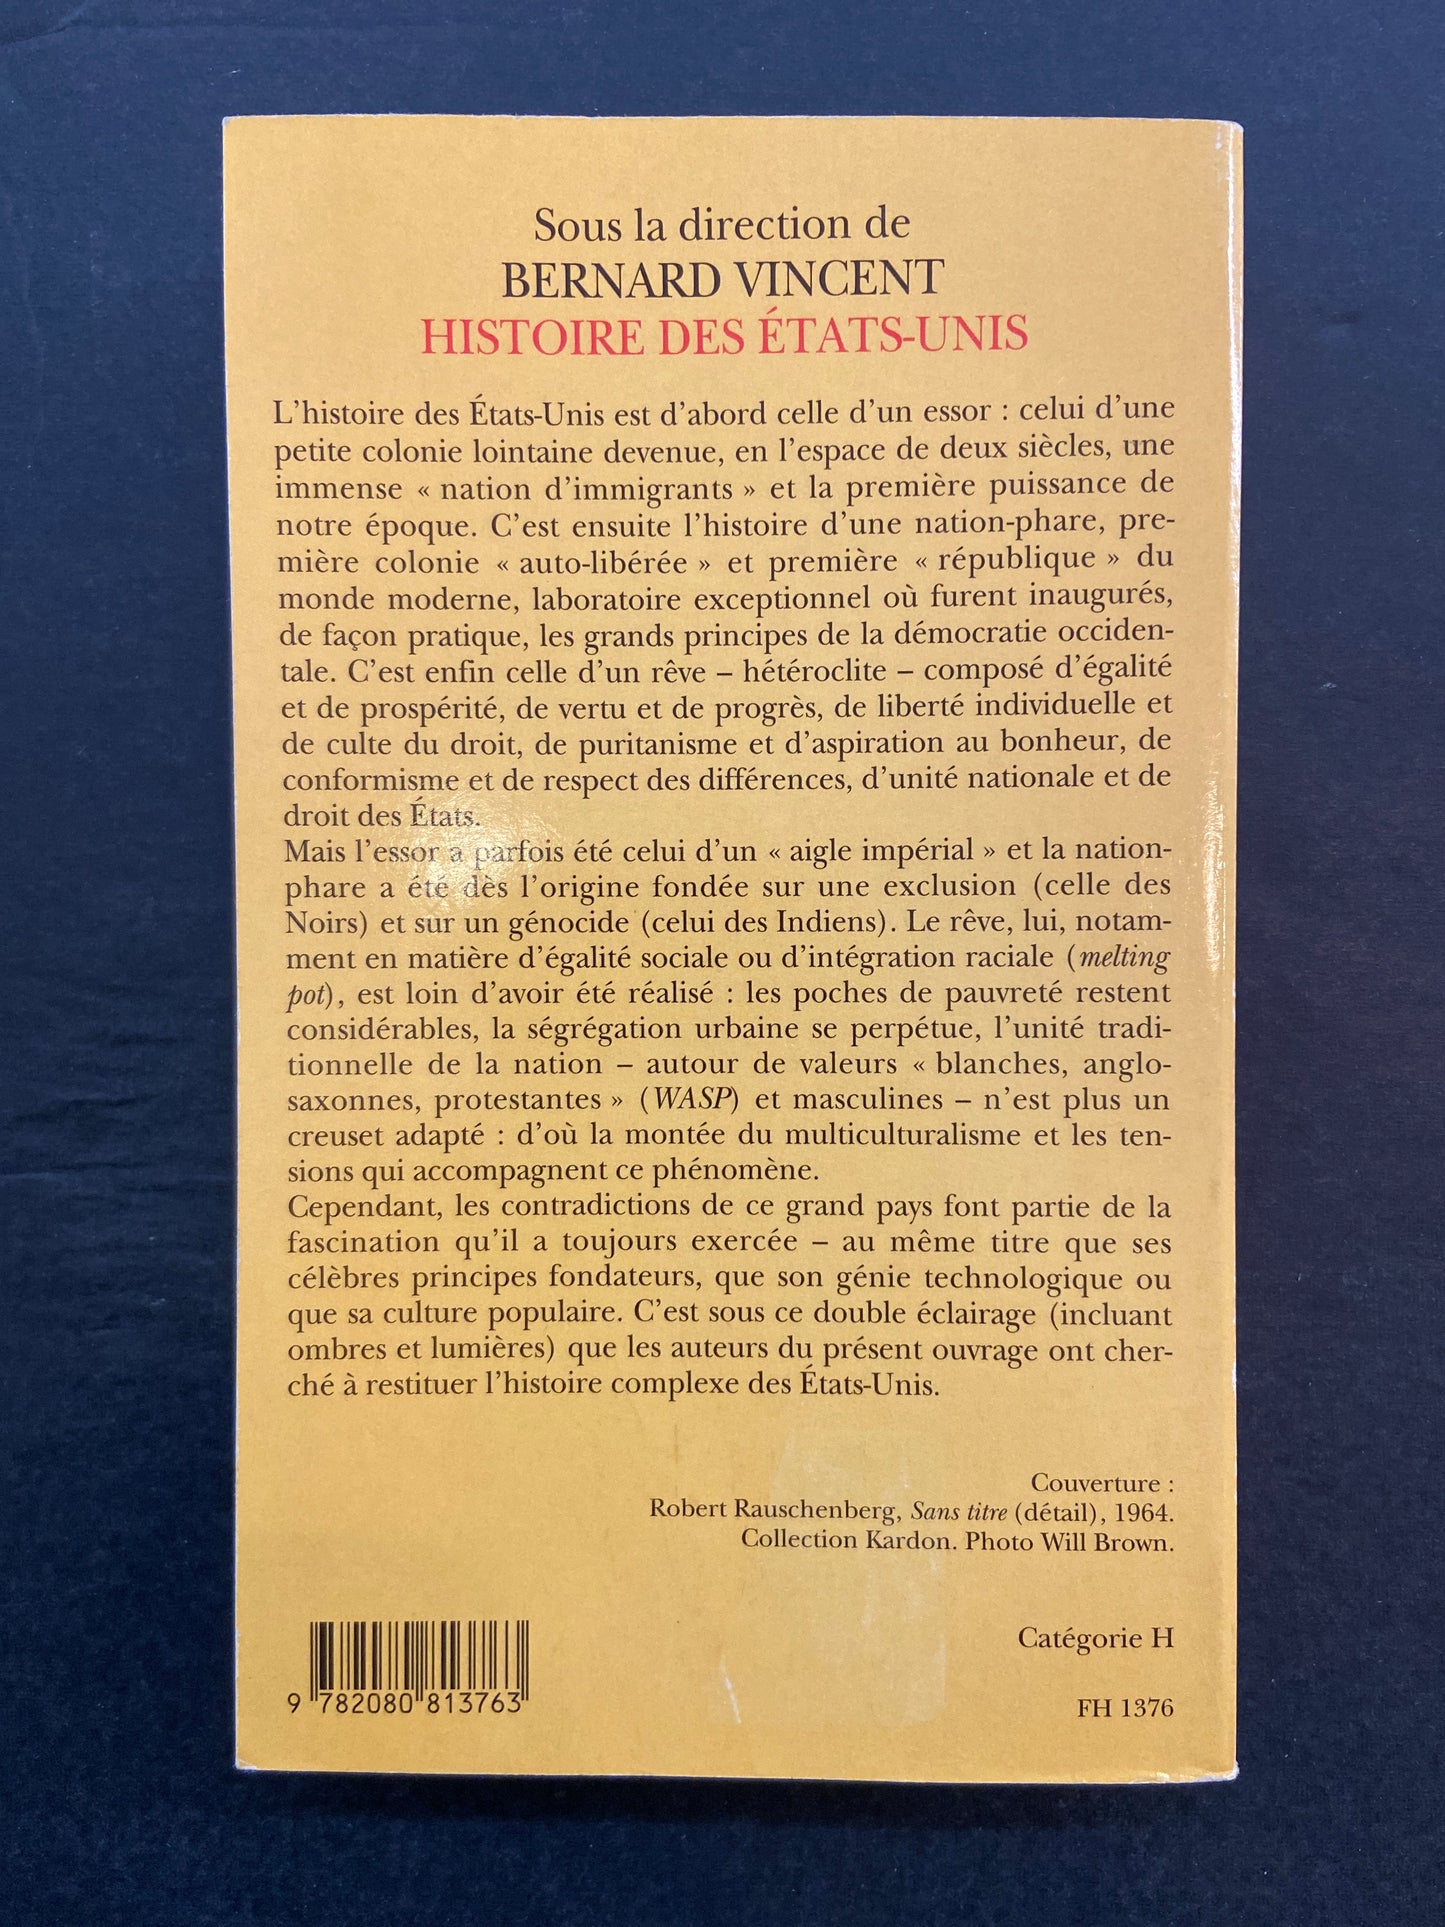 Sous la direction de
BERNARD VINCENT
HISTOIRE DES ÉTATS-UNIS
L'histoire des États-Unis est d'abord celle d'un essor : celui d'une
petite colonie lointaine devenue, en l'espace de deux siècles, une
immense « nation d'immigrants » et la première puissance de
notre époque. C'est ensuite l'histoire d'une nation-phare, pre-
mière colonie « auto-libérée » et première « république » du
monde moderne, laboratoire exceptionnel où furent inaugurés,
de façon pratique, les grands principes de la démocratie occiden-
tale. C'est enfin celle d'un rêve – hétéroclite – composé d'égalité
et de prospérité, de vertu et de progrès, de liberté individuelle et
de culte du droit, de puritanisme et d'aspiration au bonheur, de
conformisme et de respect des différences, d'unité nationale et de
droit des États.
Mais l'essor a parfois été celui d'un « aigle impérial » et la nation-
phare a été dès l'origine fondée sur une exclusion (celle des
Noirs) et sur un génocide (celui des Indiens). Le rêve, lui, notam-
ment en matière d'égalité sociale ou d'intégration raciale (melting
pot), est loin d'avoir été réalisé : les poches de pauvreté restent
considérables, la ségrégation urbaine se perpétue, l'unité tradi-
tionnelle de la nation – autour de valeurs « blanches, anglo-
saxonnes, protestantes » (WASP) et masculines – n'est plus un
creuset adapté : d'où la montée du multiculturalisme et les ten-
sions qui accompagnent ce phénomène.
Cependant, les contradictions de ce grand pays font partie de la
fascination qu'il a toujours exercée – au même titre que ses
célèbres principes fondateurs, que son génie technologique ou
que sa culture populaire. C'est sous ce double éclairage (incluant
ombres et lumières) que les auteurs du présent ouvrage ont cher-
ché à restituer l'histoire complexe des États-Unis.
Couverture :
Robert Rauschenberg, Sans titre (détail), 1964.
Collection Kardon. Photo Will Brown.
Catégorie H
9 782080 813763
FH 1376